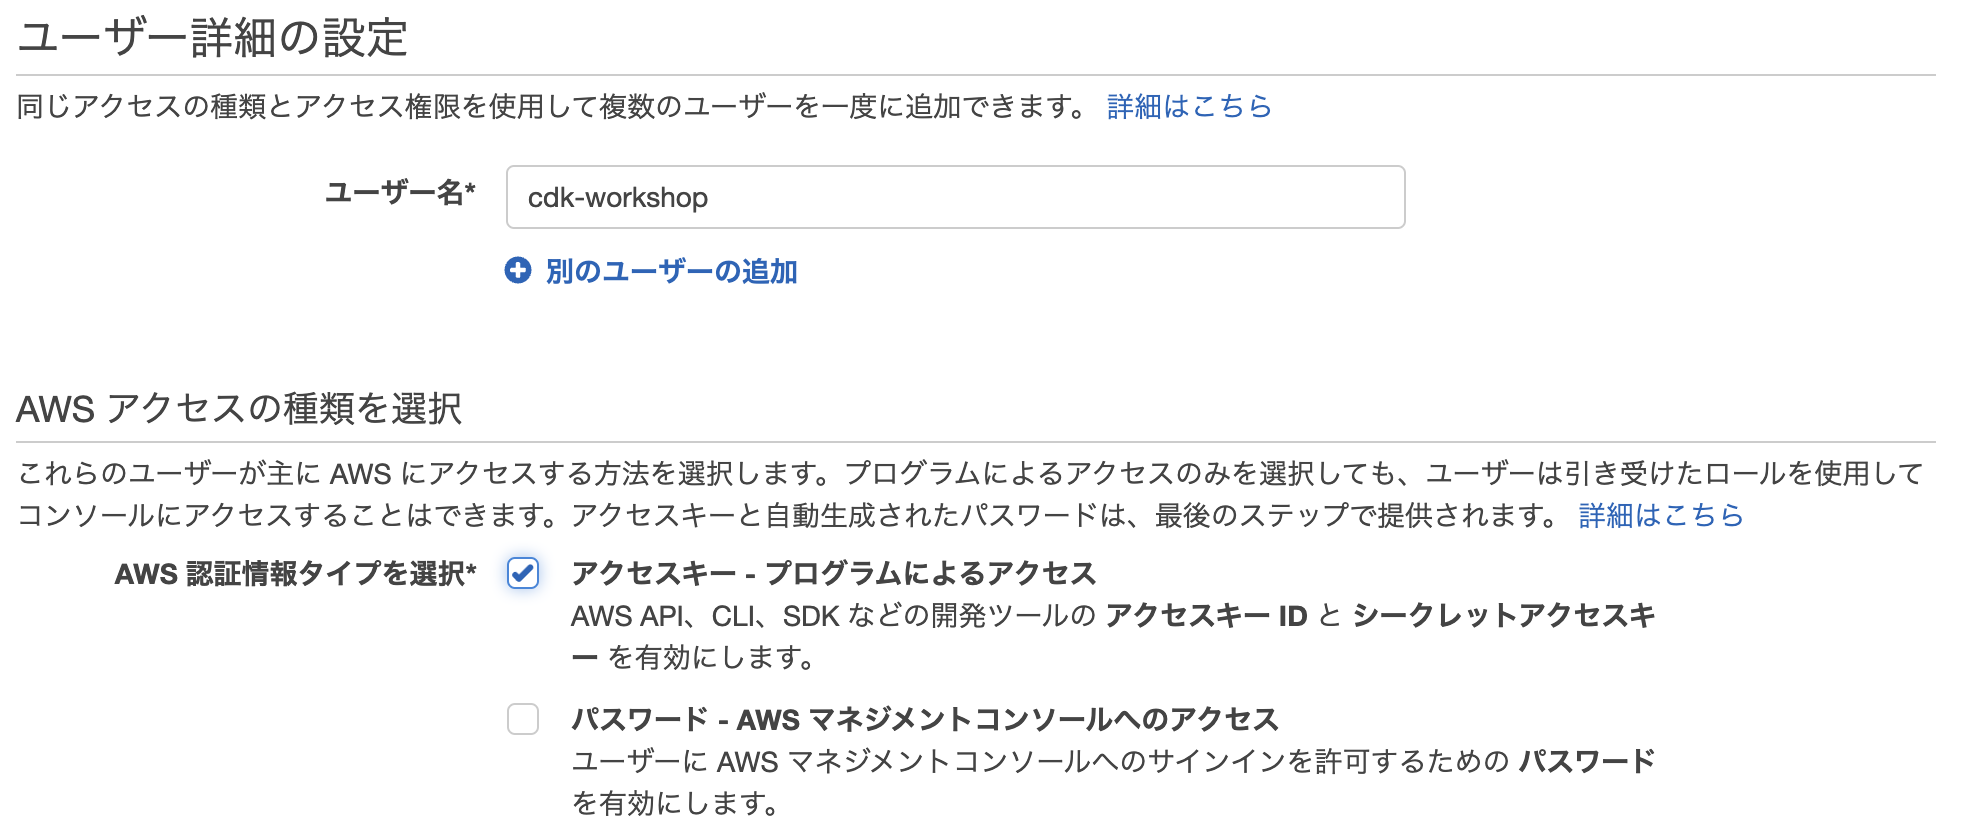 ユーザー詳細の設定
同じアクセスの種類とアクセス権限を使用して複数のユーザーを一度に追加できます。 詳細はこちら
ユーザー名* cdk-workshop
別のユーザーの追加
AWS アクセスの種類を選択
これらのユーザーが主に AWS にアクセスする方法を選択します。プログラムによるアクセスのみを選択しても、ユーザーは引き受けたロールを使用して
コンソールにアクセスすることはできます。アクセスキーと自動生成されたパスワードは、最後のステップで提供されます。 詳細はこちら
AWS 認証情報タイプを選択* アクセスキー - プログラムによるアクセス
AWS API、CLI、SDK などの開発ツールの アクセスキー ID と シークレットアクセスキ
ー を有効にします。
パスワード - AWS マネジメントコンソールへのアクセス
ユーザーに AWS マネジメントコンソールへのサインインを許可するための パスワード
を有効にします。